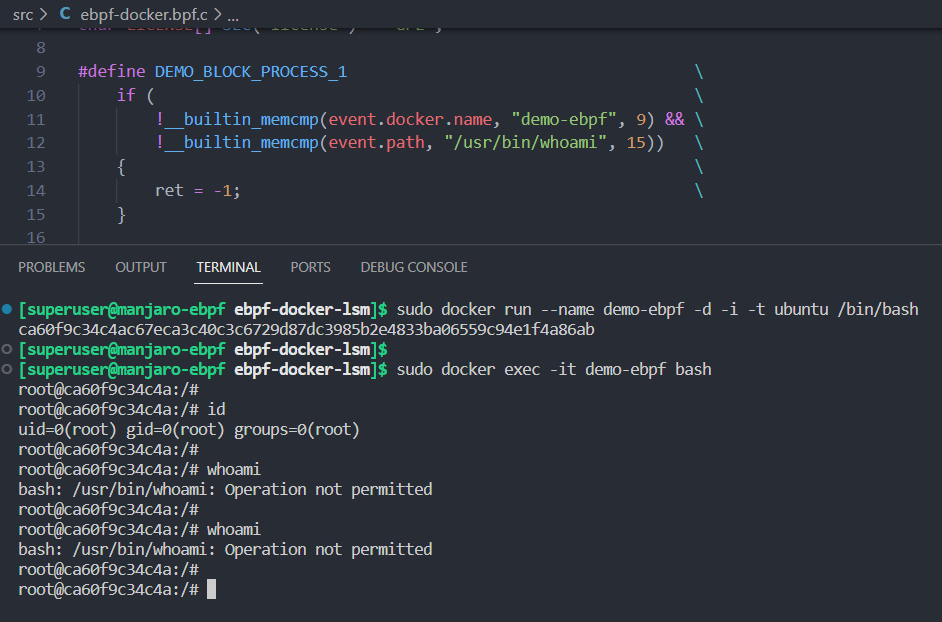 src > C ebpf-docker.bpf.c > ...
8
9 #define DEMO_BLOCK_PROCESS_1 \
10 if ( \
11 !__builtin_memcmp(event.docker.name, "demo-ebpf", 9) && \
12 !__builtin_memcmp(event.path, "/usr/bin/whoami", 15)) \
13 { \
14 ret = -1; \
15 }
16
PROBLEMS OUTPUT TERMINAL PORTS DEBUG CONSOLE
[superuser@manjaro-ebpf ebpf-docker-lsm]$ sudo docker run --name demo-ebpf -d -i -t ubuntu /bin/bash
ca60f9c34c4ac67eca3c40c3c6729d87dc3985b2e4833ba06559c94e1f4a86ab
[superuser@manjaro-ebpf ebpf-docker-lsm]$
[superuser@manjaro-ebpf ebpf-docker-lsm]$ sudo docker exec -it demo-ebpf bash
root@ca60f9c34c4a:/#
root@ca60f9c34c4a:/# id
uid=0(root) gid=0(root) groups=0(root)
root@ca60f9c34c4a:/#
root@ca60f9c34c4a:/# whoami
bash: /usr/bin/whoami: Operation not permitted
root@ca60f9c34c4a:/#
root@ca60f9c34c4a:/# whoami
bash: /usr/bin/whoami: Operation not permitted
root@ca60f9c34c4a:/#
root@ca60f9c34c4a:/#